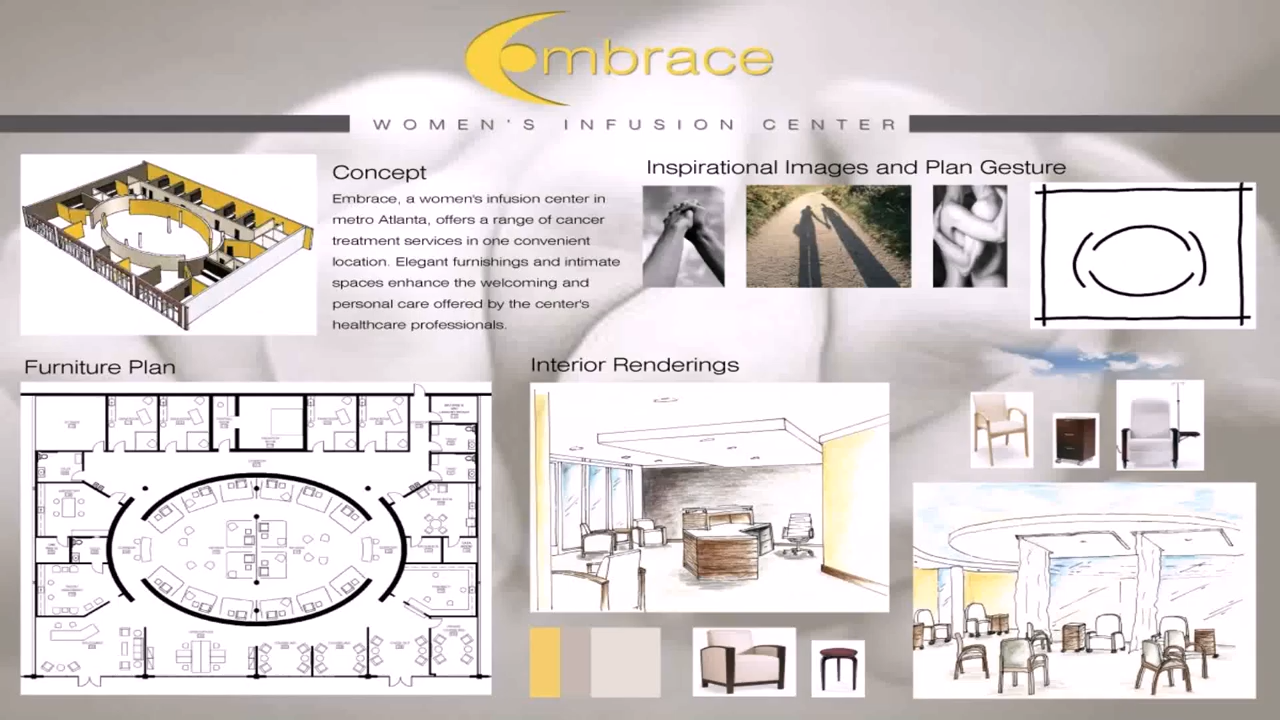 embrace
WOMEN'S INFUSION CENTER
Concept
Embrace, a women's infusion center in
metro Atlanta, offers a range of cancer
treatment services in one convenient
location. Elegant furnishings and intimate
spaces enhance the welcoming and
personal care offered by the center's
healthcare professionals.
Inspirational Images and Plan Gesture
Furniture Plan
Interior Renderings